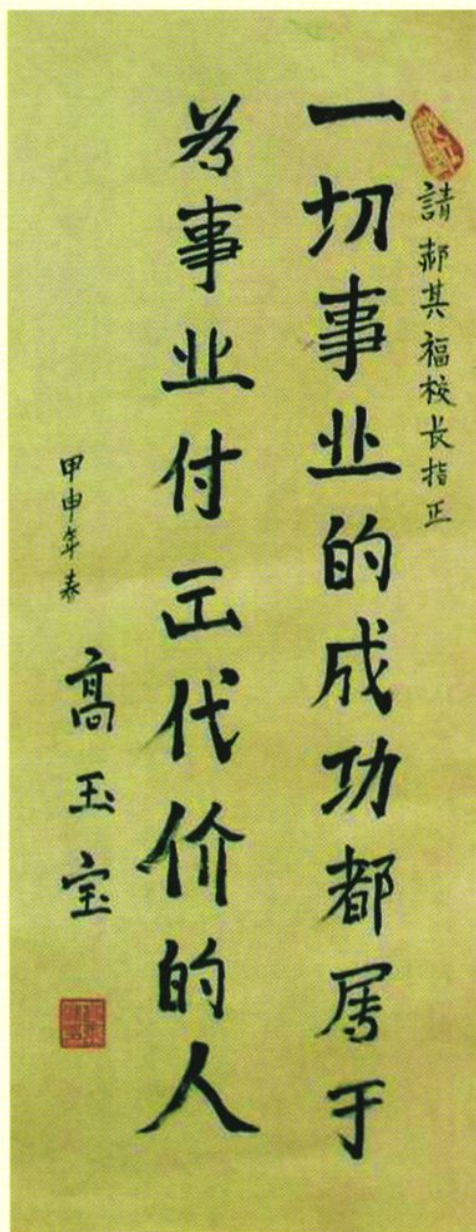 請郝其福校长指正
一切事业的成功都属于
为事业付出代价的人
甲申年春
高玉宝